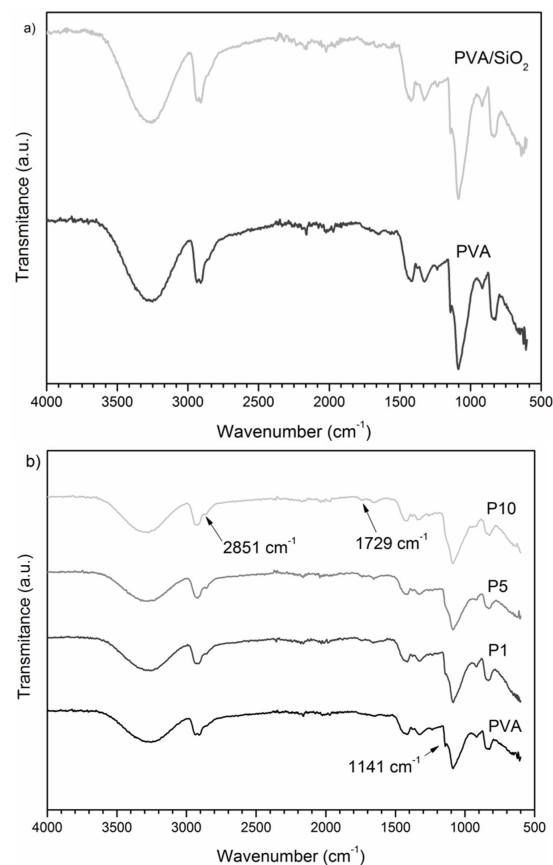 a)
PVA/SiO₂
PVA
Transmitance (a.u.)
4000 3500 3000 2500 2000 1500 1000 500
Wavenumber (cm⁻¹)
b)
P10
2851 cm⁻¹
1729 cm⁻¹
P5
P1
PVA
1141 cm⁻¹
Transmitance (a.u.)
4000 3500 3000 2500 2000 1500 1000 500
Wavenumber (cm⁻¹)